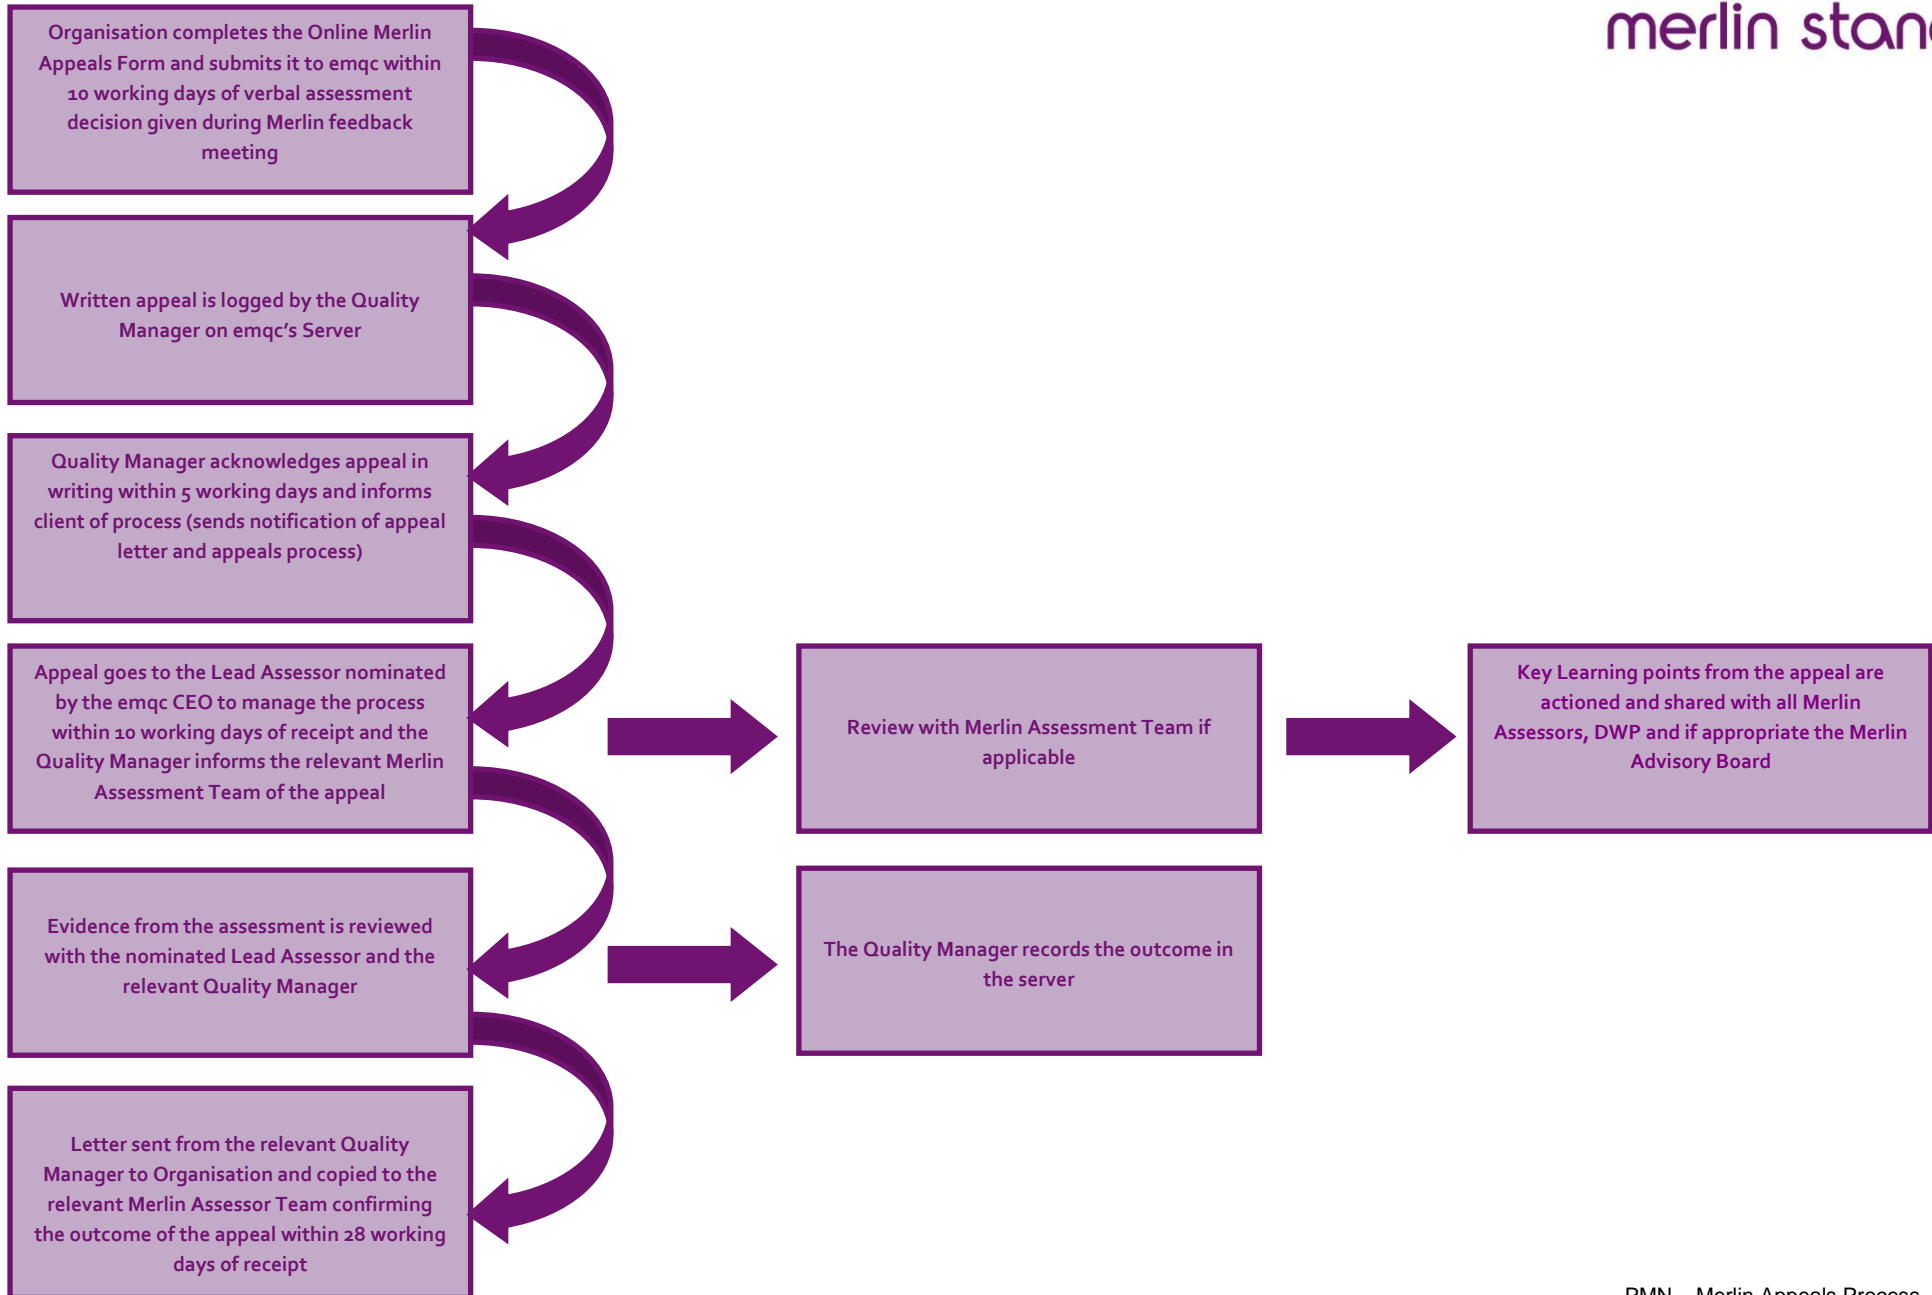 merlin stan
Organisation completes the Online Merlin
Appeals Form and submits it to emqc within
10 working days of verbal assessment
decision given during Merlin feedback
meeting
Written appeal is logged by the Quality
Manager on emqc's Server
Quality Manager acknowledges appeal in
writing within 5 working days and informs
client of process (sends notification of appeal
letter and appeals process)
Appeal goes to the Lead Assessor nominated
by the emqc CEO to manage the process
within 10 working days of receipt and the
Quality Manager informs the relevant Merlin
Assessment Team of the appeal
Review with Merlin Assessment Team if
applicable
Key Learning points from the appeal are
actioned and shared with all Merlin
Assessors, DWP and if appropriate the Merlin
Advisory Board
Evidence from the assessment is reviewed
with the nominated Lead Assessor and the
relevant Quality Manager
The Quality Manager records the outcome in
the server
Letter sent from the relevant Quality
Manager to Organisation and copied to the
relevant Merlin Assessor Team confirming
the outcome of the appeal within 28 working
days of receipt
Merlin Appeals Process